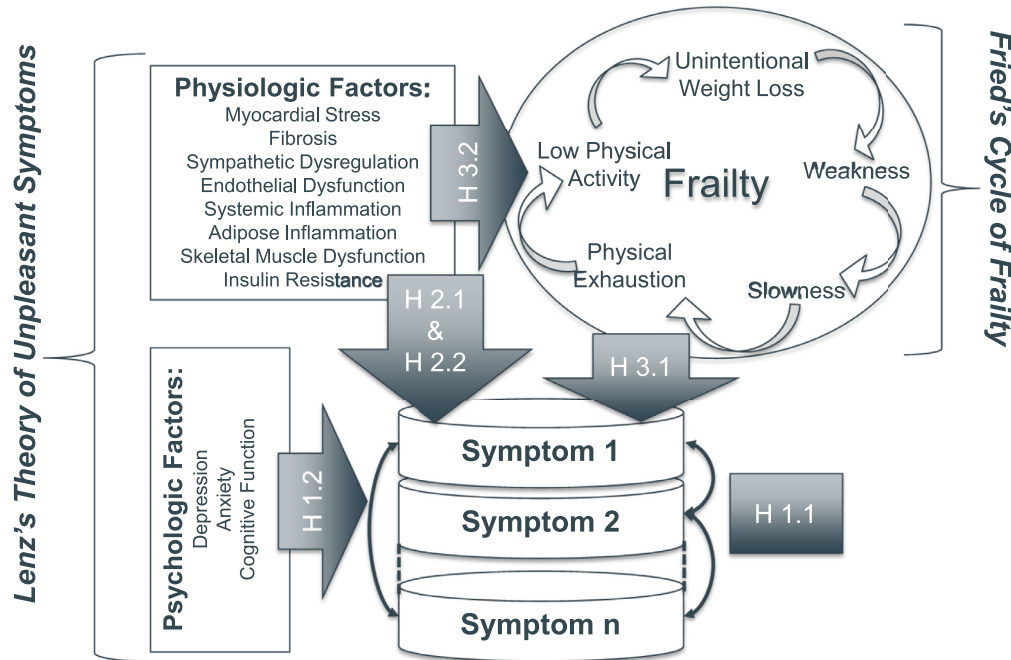 Lenz's Theory of Unpleasant Symptoms
Physiologic Factors:
Myocardial Stress
Fibrosis
Sympathetic Dysregulation
Endothelial Dysfunction
Systemic Inflammation
Adipose Inflammation
Skeletal Muscle Dysfunction
Insulin Resistance
H 3.2
Unintentional
Weight Loss
Weakness
Slowness
Physical
Exhaustion
Low Physical
Activity
Frailty
Fried's Cycle of Frailty
H 2.1
&
H 2.2
H 3.1
Psychologic Factors:
Depression
Anxiety
Cognitive Function
H 1.2
Symptom 1
Symptom 2
Symptom n
H 1.1